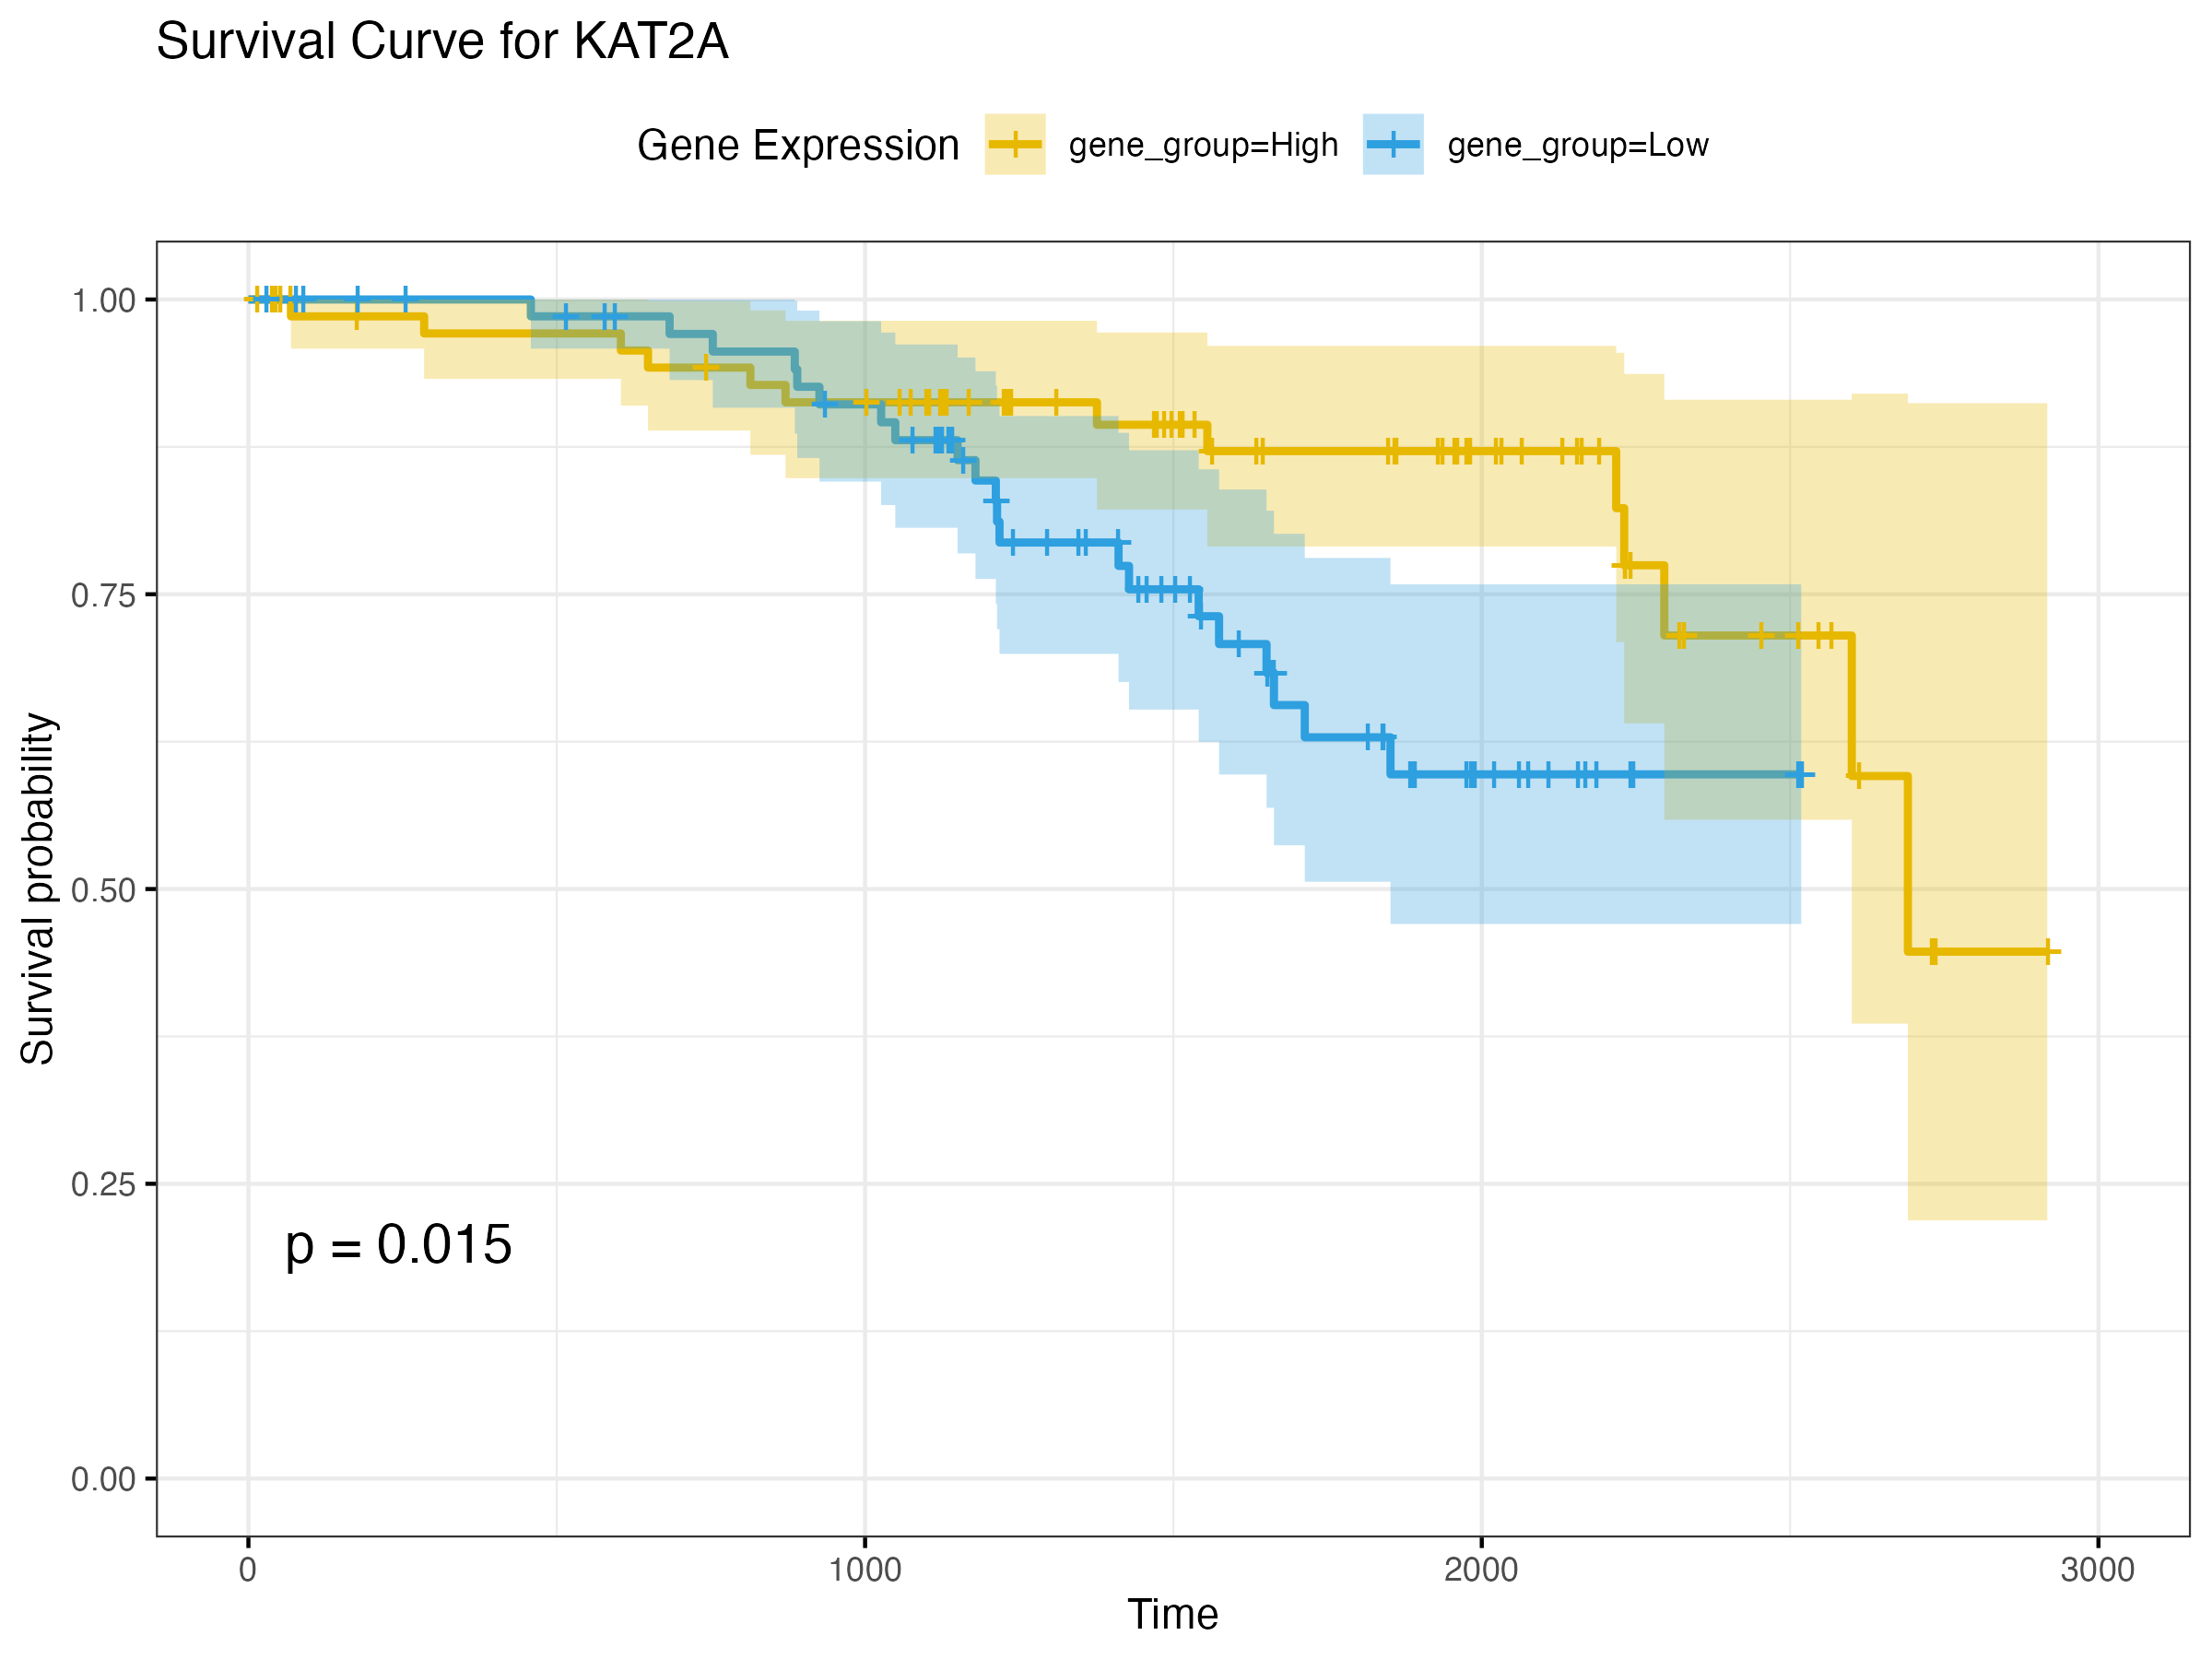 Survival Curve for KAT2A
Gene Expression gene_group=High gene_group=Low
Survival probability
1.00
0.75
0.50
0.25
0.00
p = 0.015
0 1000 2000 3000
Time